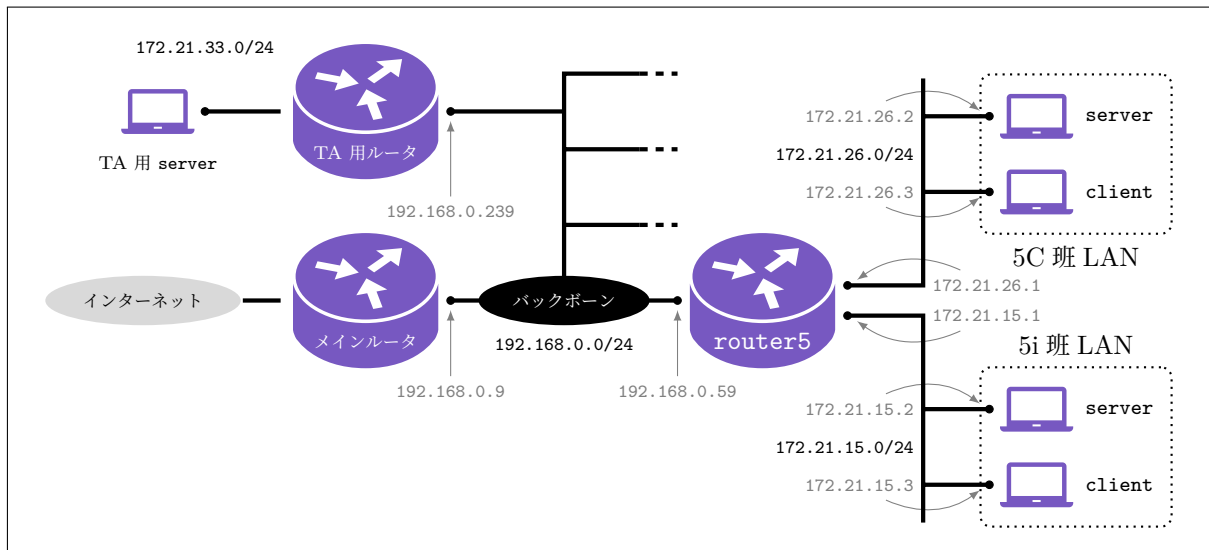 172.21.33.0/24
TA 用ルータ
TA 用 server
192.168.0.239
インターネット
メインルータ
バックボーン
192.168.0.0/24
192.168.0.9
192.168.0.59
router5
172.21.26.2
172.21.26.0/24
172.21.26.3
server
client
5C 班 LAN
172.21.26.1
172.21.15.1
5i 班 LAN
172.21.15.2
172.21.15.0/24
172.21.15.3
server
client